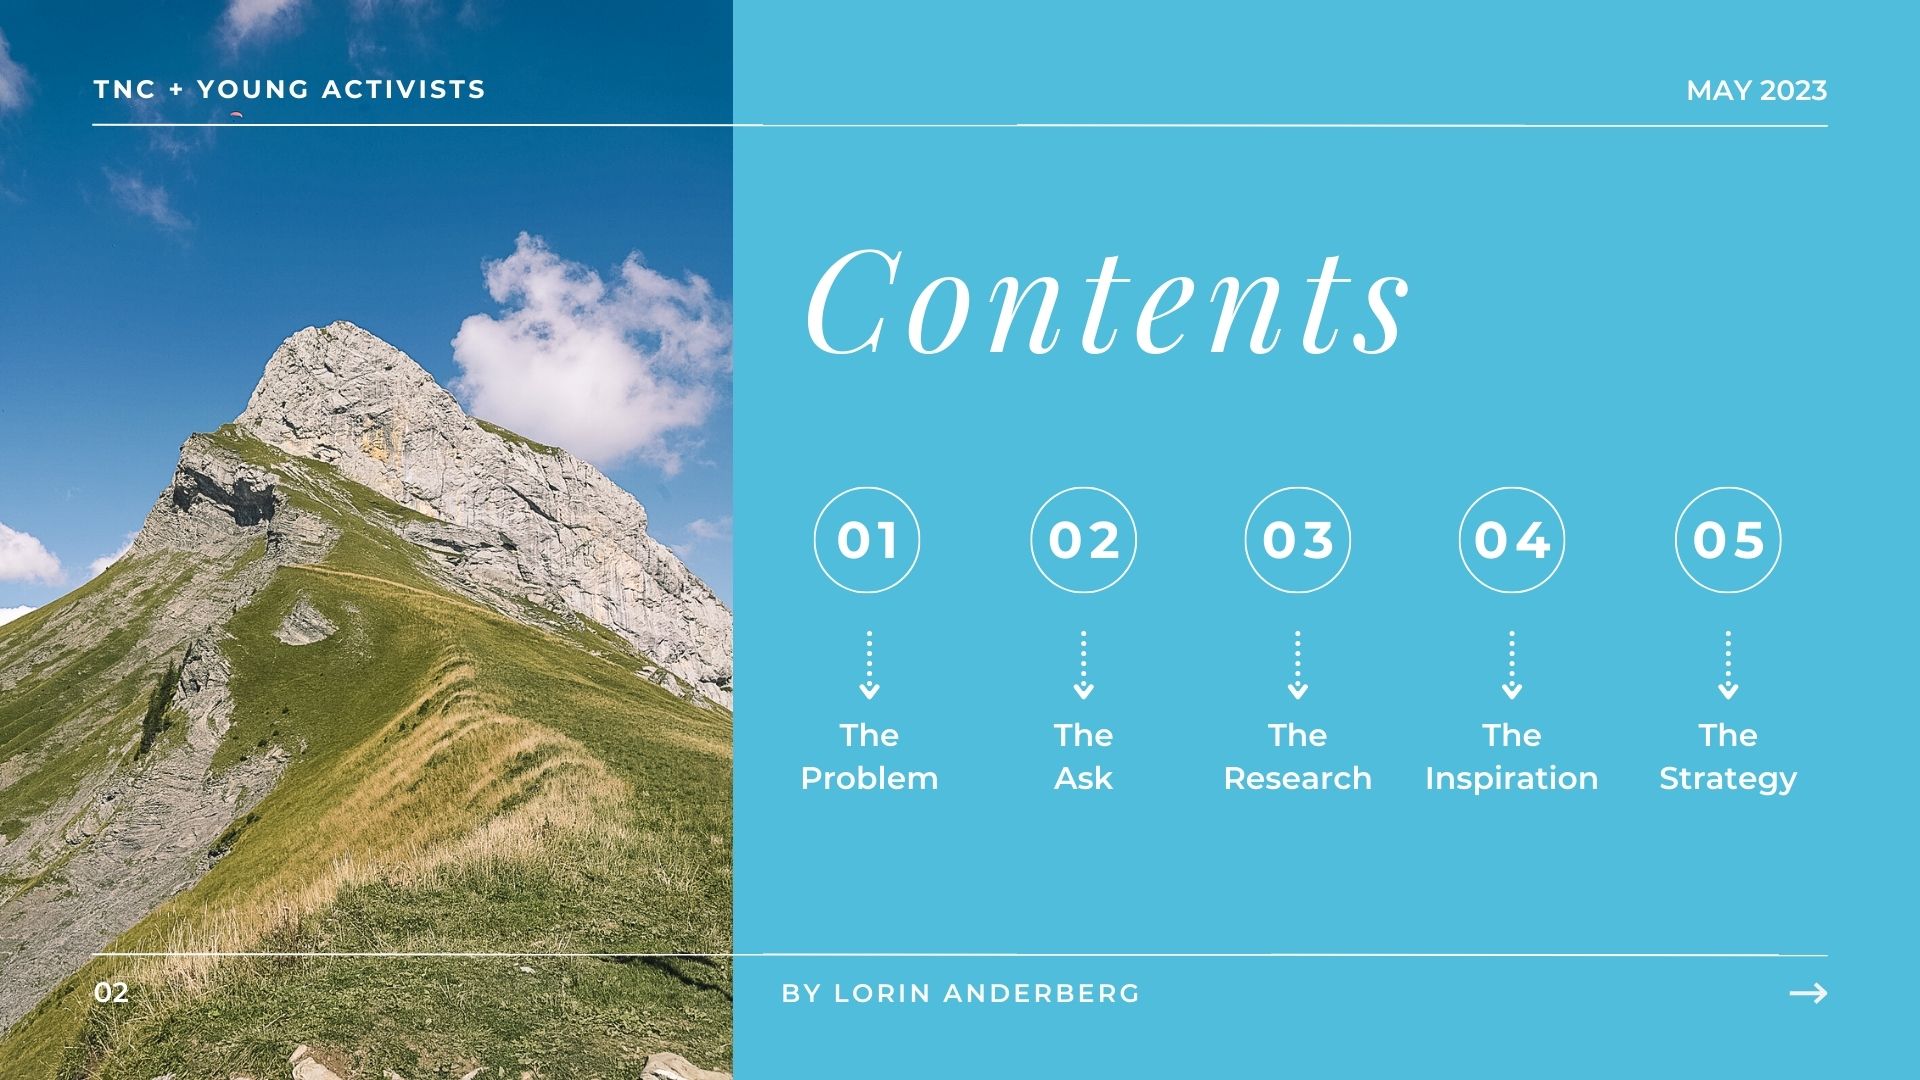 TNC + YOUNG ACTIVISTS
MAY 2023
Contents
01
02
03
04
05
The
Problem
The
Ask
The
Research
The
Inspiration
The
Strategy
02
BY LORIN ANDERBERG